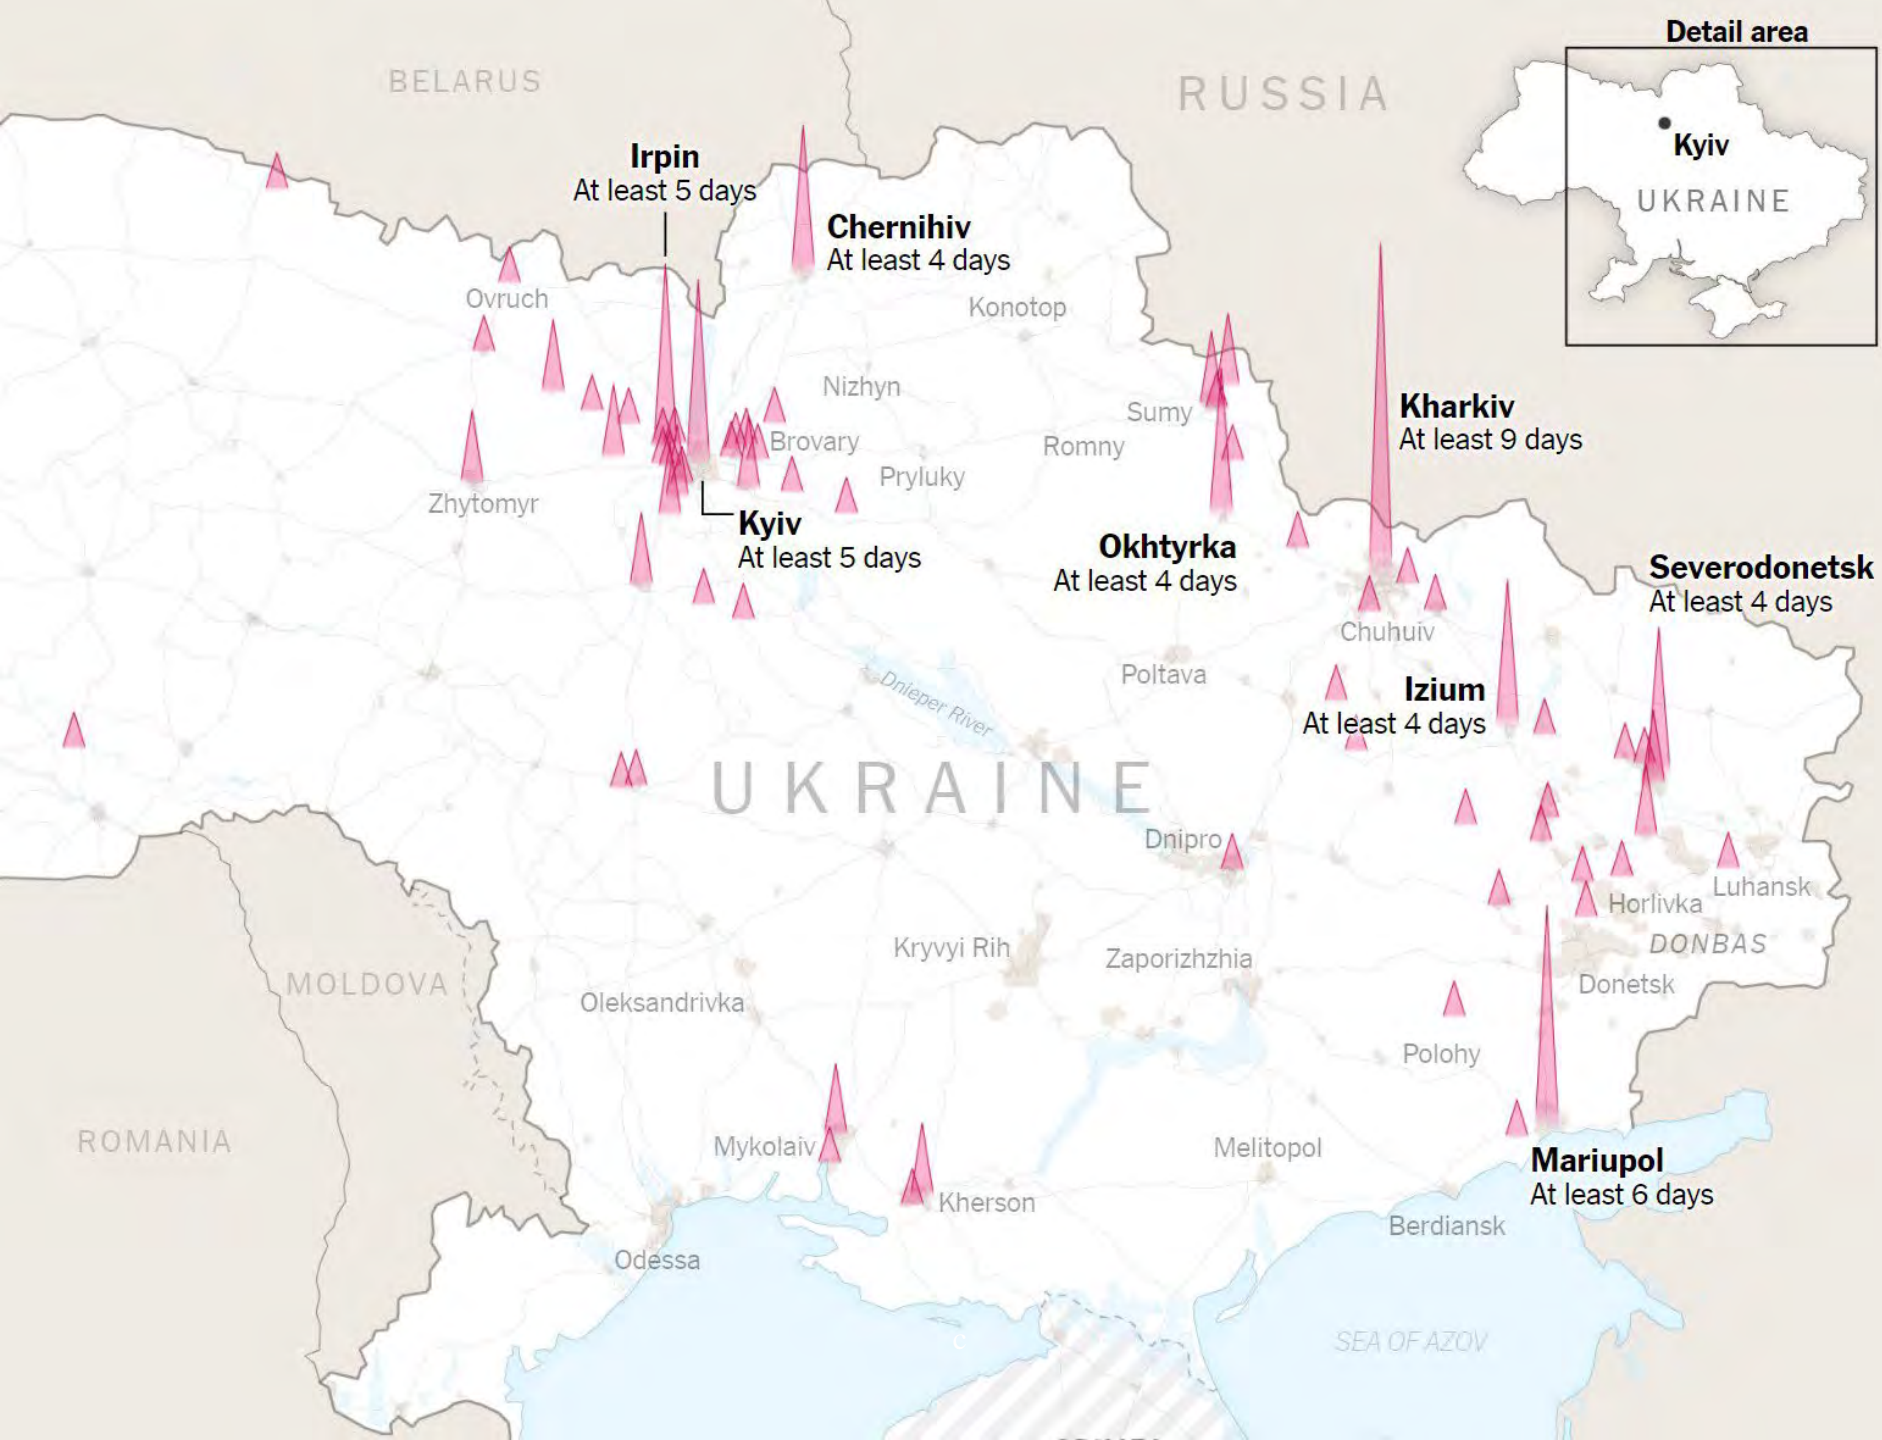 Detail area
BELARUS
RUSSIA
Kyiv
UKRAINE
Irpin
At least 5 days
Chernihiv
At least 4 days
Ovruch
Konotop
Nizhyn
Kharkiv
At least 9 days
Sumy
Brovary
Romny
Pryluky
Zhytomyr
Kyiv
At least 5 days
Okhtyrka
At least 4 days
Severodonetsk
At least 4 days
Chuhuiv
Poltava
Izium
At least 4 days
Dnieper River
UKRAINE
Dnipro
Luhansk
Horlivka
DONBAS
Kryvyi Rih
Zaporizhzhia
Donetsk
MOLDOVA
Oleksandrivka
Polohy
ROMANIA
Mykolaiv
Melitopol
Mariupol
At least 6 days
Kherson
Berdiansk
Odessa
SEA OF AZOV